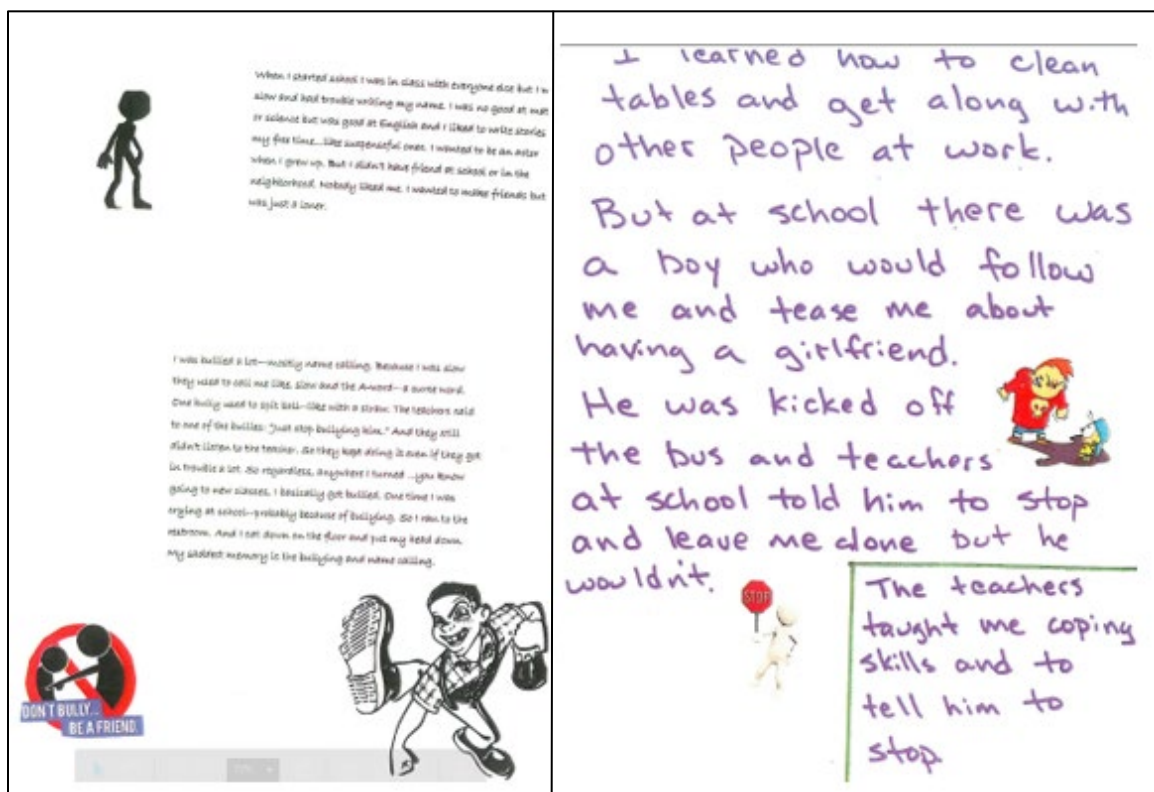 When I started school I was in class with everyone else but I'm
slow and had trouble writing my name. I was no good at mat
or science but was good at English and I liked to write stories
my free time...like suspenseful ones. I wanted to be an actor
when I grew up. But I didn't have friend at school or in the
neighborhood. Nobody liked me. I wanted to make friends but
was just a loner.
I was bullied a lot—mostly name calling. Because I was slow
they used to call me like, slow and the A-word—a curse word.
One bully used to spit ball—like with a straw. The teachers said
to one of the bullies: "Just stop bullying him." And they still
didn't listen to the teacher. So they kept doing it even if they got
in trouble a lot. So regardless, anywhere I turned ...you know
going to new classes, I basically got bullied. One time I was
crying at school—probably because of bullying. So I ran to the
restroom. And I sat down on the floor and put my head down.
My saddest memory is the bullying and name calling.
DON'T BULLY...
BE A FRIEND.
I learned how to clean
tables and get along with
other people at work.
But at school there was
a boy who would follow
me and tease me about
having a girlfriend.
He was kicked off
the bus and teachers
at school told him to stop
and leave me alone but he
wouldn't.
STOP
The teachers
taught me coping
skills and to
tell him to
stop